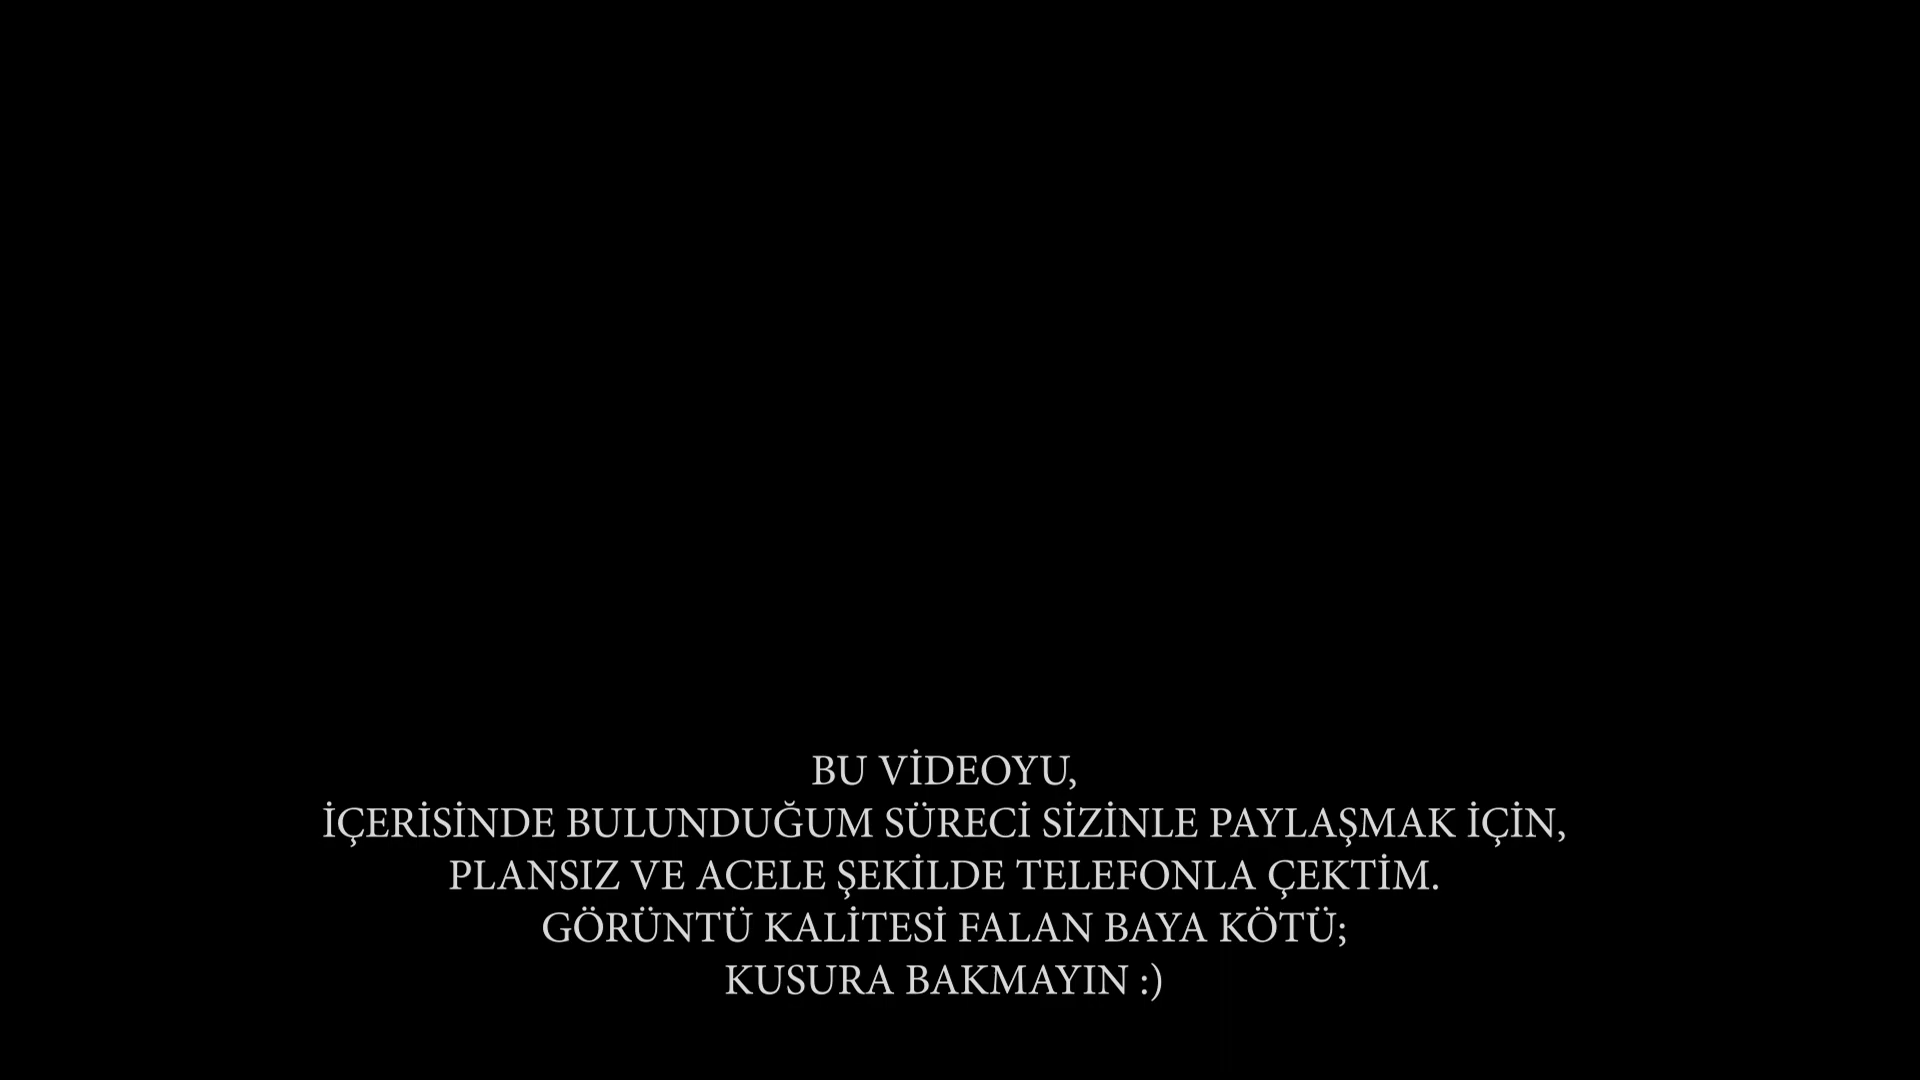 BU VİDEOYU,
İÇERİSİNDE BULUNDUĞUM SÜRECİ SİZİNLE PAYLAŞMAK İÇİN,
PLANSIZ VE ACELE ŞEKİLDE TELEFONLA ÇEKTİM.
GÖRÜNTÜ KALİTESİ FALAN BAYA KÖTÜ;
KUSURA BAKMAYIN :)